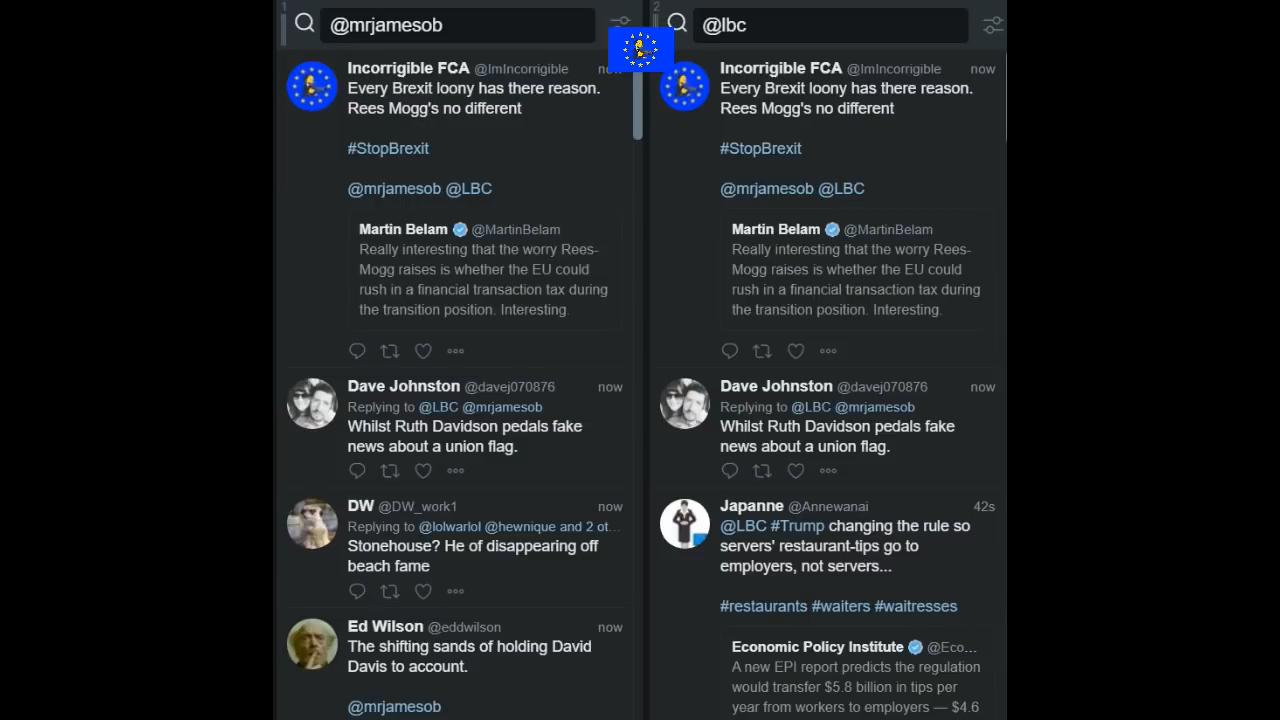 1
@mrjamesob
Incorrigible FCA @ImIncorrigible now
Every Brexit loony has there reason.
Rees Mogg's no different
#StopBrexit
@mrjamesob @LBC
Martin Belam @MartinBelam
Really interesting that the worry Rees-
Mogg raises is whether the EU could
rush in a financial transaction tax during
the transition position. Interesting.
Dave Johnston @davej070876 now
Replying to @LBC @mrjamesob
Whilst Ruth Davidson pedals fake
news about a union flag.
DW @DW_work1 now
Replying to @lolwarlol @hewnique and 2 ot...
Stonehouse? He of disappearing off
beach fame
Ed Wilson @eddwilson now
The shifting sands of holding David
Davis to account.
@mrjamesob
2
@lbc
Incorrigible FCA @ImIncorrigible now
Every Brexit loony has there reason.
Rees Mogg's no different
#StopBrexit
@mrjamesob @LBC
Martin Belam @MartinBelam
Really interesting that the worry Rees-
Mogg raises is whether the EU could
rush in a financial transaction tax during
the transition position. Interesting.
Dave Johnston @davej070876 now
Replying to @LBC @mrjamesob
Whilst Ruth Davidson pedals fake
news about a union flag.
Japanne @Annewanai 42s
@LBC #Trump changing the rule so
servers' restaurant-tips go to
employers, not servers...
#restaurants #waiters #waitresses
Economic Policy Institute @Eco...
A new EPI report predicts the regulation
would transfer $5.8 billion in tips per
year from workers to employers — $4.6